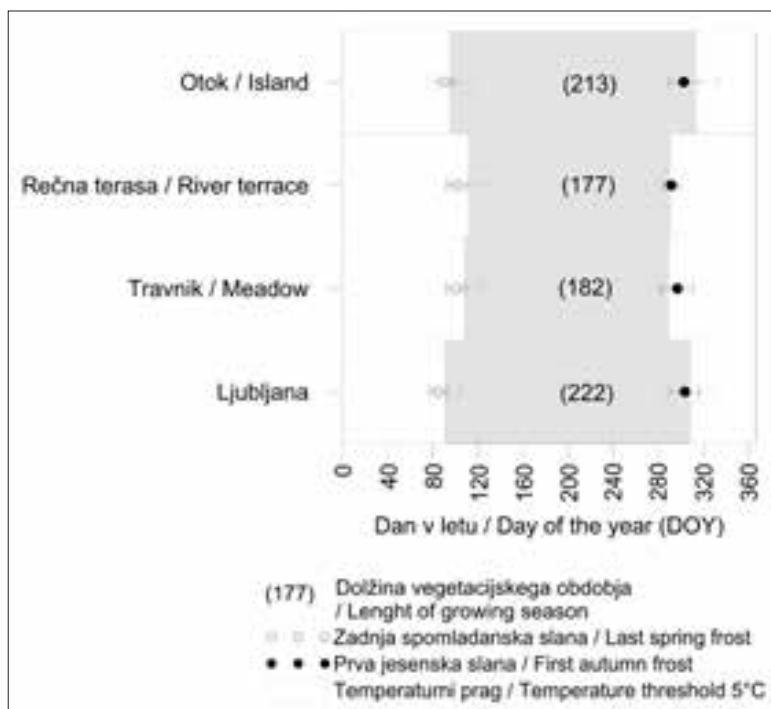 Otok / Island
(213)
Rečna terasa / River terrace
(177)
Travnik / Meadow
(182)
Ljubljana
(222)
0
40
80
120
160
200
240
280
320
360
Dan v letu / Day of the year (DOY)
(177)
Dolžina vegetacijskega obdobja
/ Lenght of growing season
Zadnja spomladanska slana / Last spring frost
Prva jesenska slana / First autumn frost
Temperaturni prag / Temperature threshold 5°C